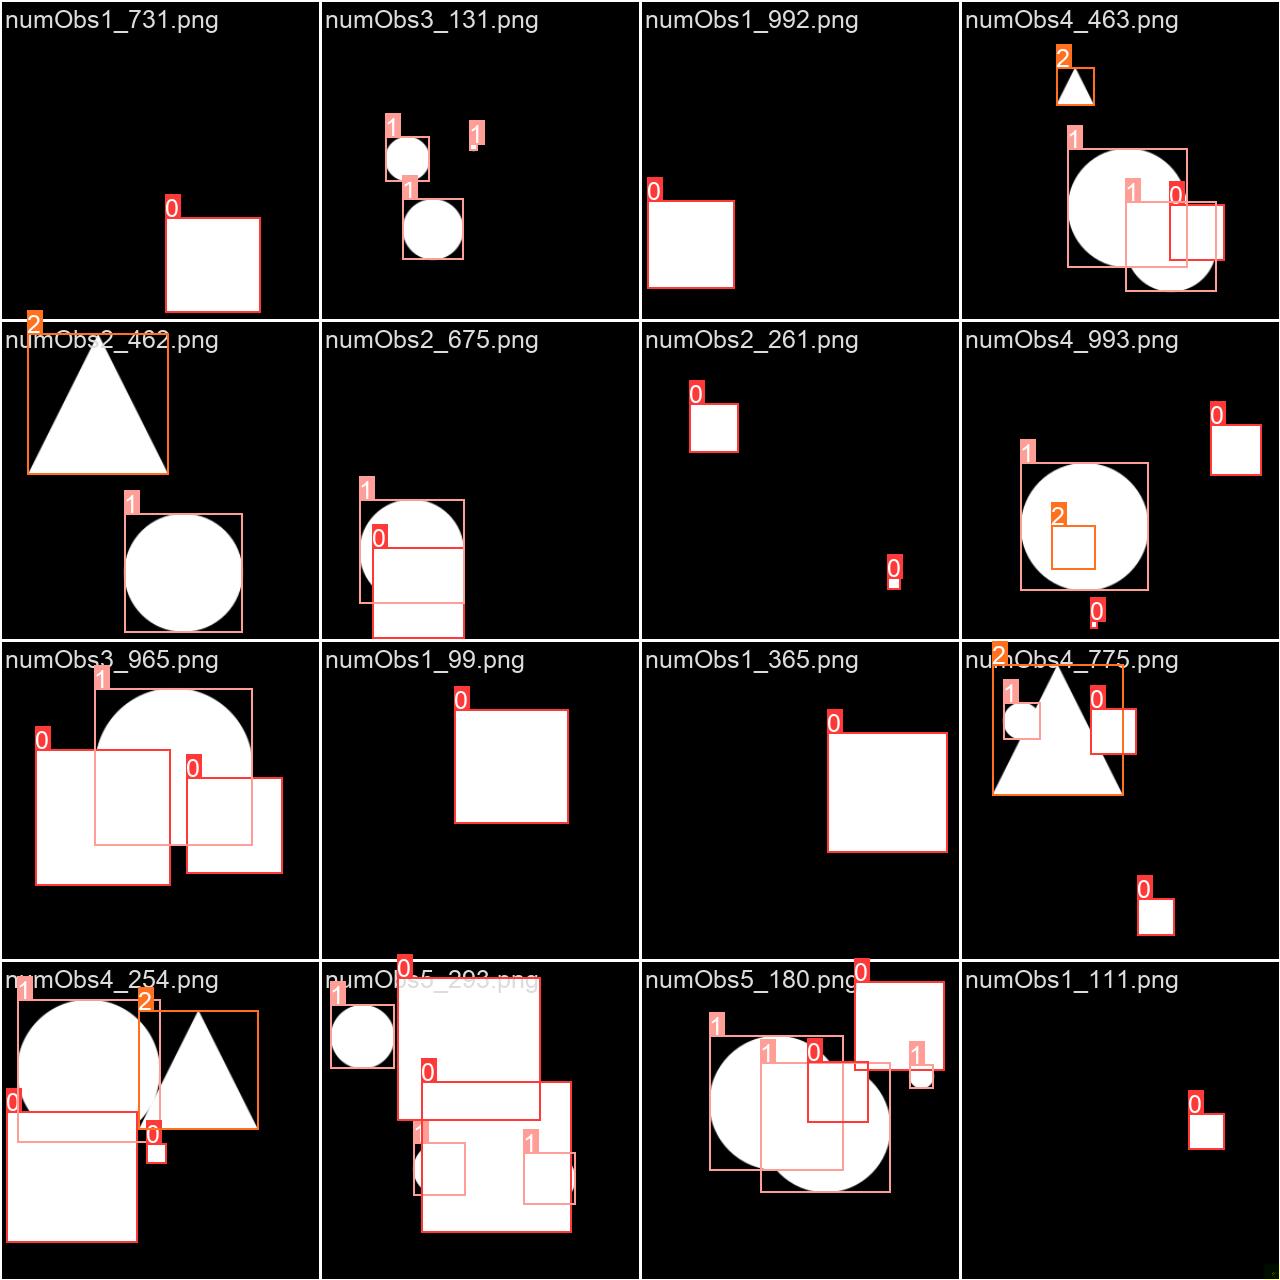 numObs1_731.png
numObs3_131.png
numObs1_992.png
numObs4_463.png
2
1
1
1
1
0
1
0
0
numObs2_462.png
numObs2_675.png
numObs2_261.png
numObs4_993.png
2
0
0
1
1
1
0
2
0
0
numObs3_965.png
numObs1_99.png
numObs1_365.png
numObs4_775.png
1
2
0
1
0
0
0
0
0
numObs4_254.png
numObs5_293.png
numObs5_180.png
numObs1_111.png
1
2
0
1
0
1
0
1
0
1
0
0
1
1
0